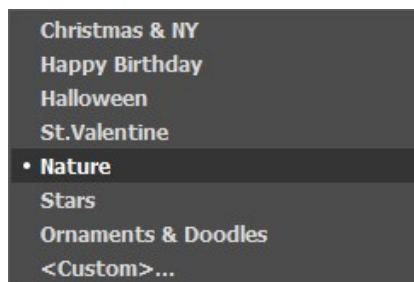 Christmas & NY
Happy Birthday
Halloween
St.Valentine
• Nature
Stars
Ornaments & Doodles
<Custom>...